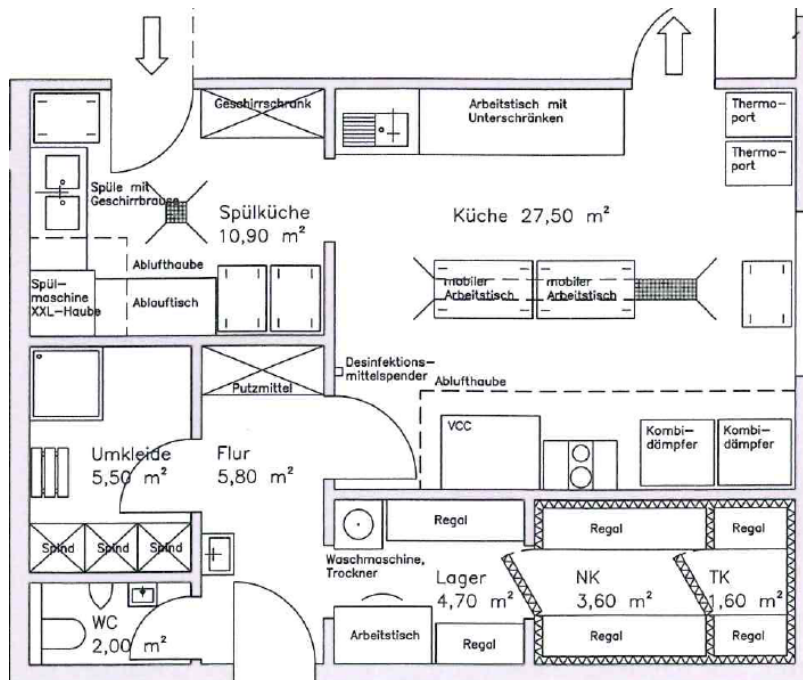 Geschirrschrank
Arbeitstisch mit
Unterschränken
Thermo-
port
Thermo-
port
Spüle mit
Geschirrbrause
Spülküche
10,90 m²
Küche 27,50 m²
Ablufthaube
Spül-
maschine
XXL-Haube
Ablauftisch
mobiler
Arbeitstisch
mobiler
Arbeitstisch
Desinfektions-
mittelspender
Putzmittel
Ablufthaube
VCC
Kombi-
dämpfer
Kombi-
dämpfer
Umkleide
5,50 m²
Flur
5,80 m²
Spind
Spind
Spind
Regal
Regal
Regal
Waschmaschine,
Trockner
Lager
4,70 m²
NK
3,60 m²
TK
1,60 m²
WC
2,00 m²
Arbeitstisch
Regal
Regal
Regal